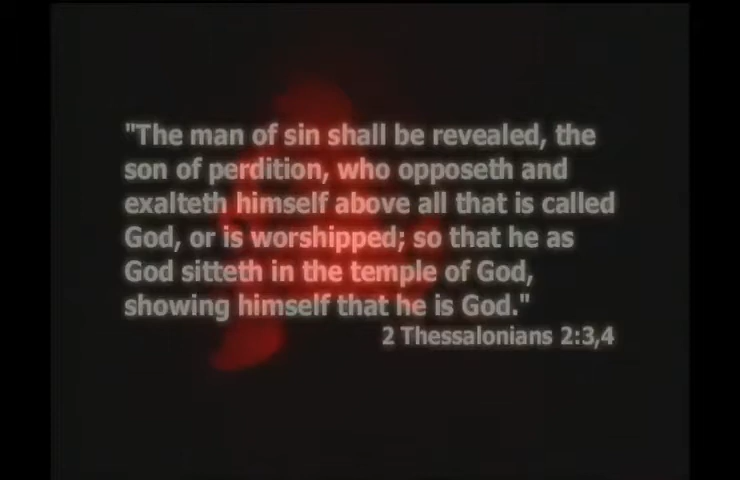 "The man of sin shall be revealed, the
son of perdition, who opposeth and
exalteth himself above all that is called
God, or is worshipped; so that he as
God sitteth in the temple of God,
showing himself that he is God."
2 Thessalonians 2:3,4